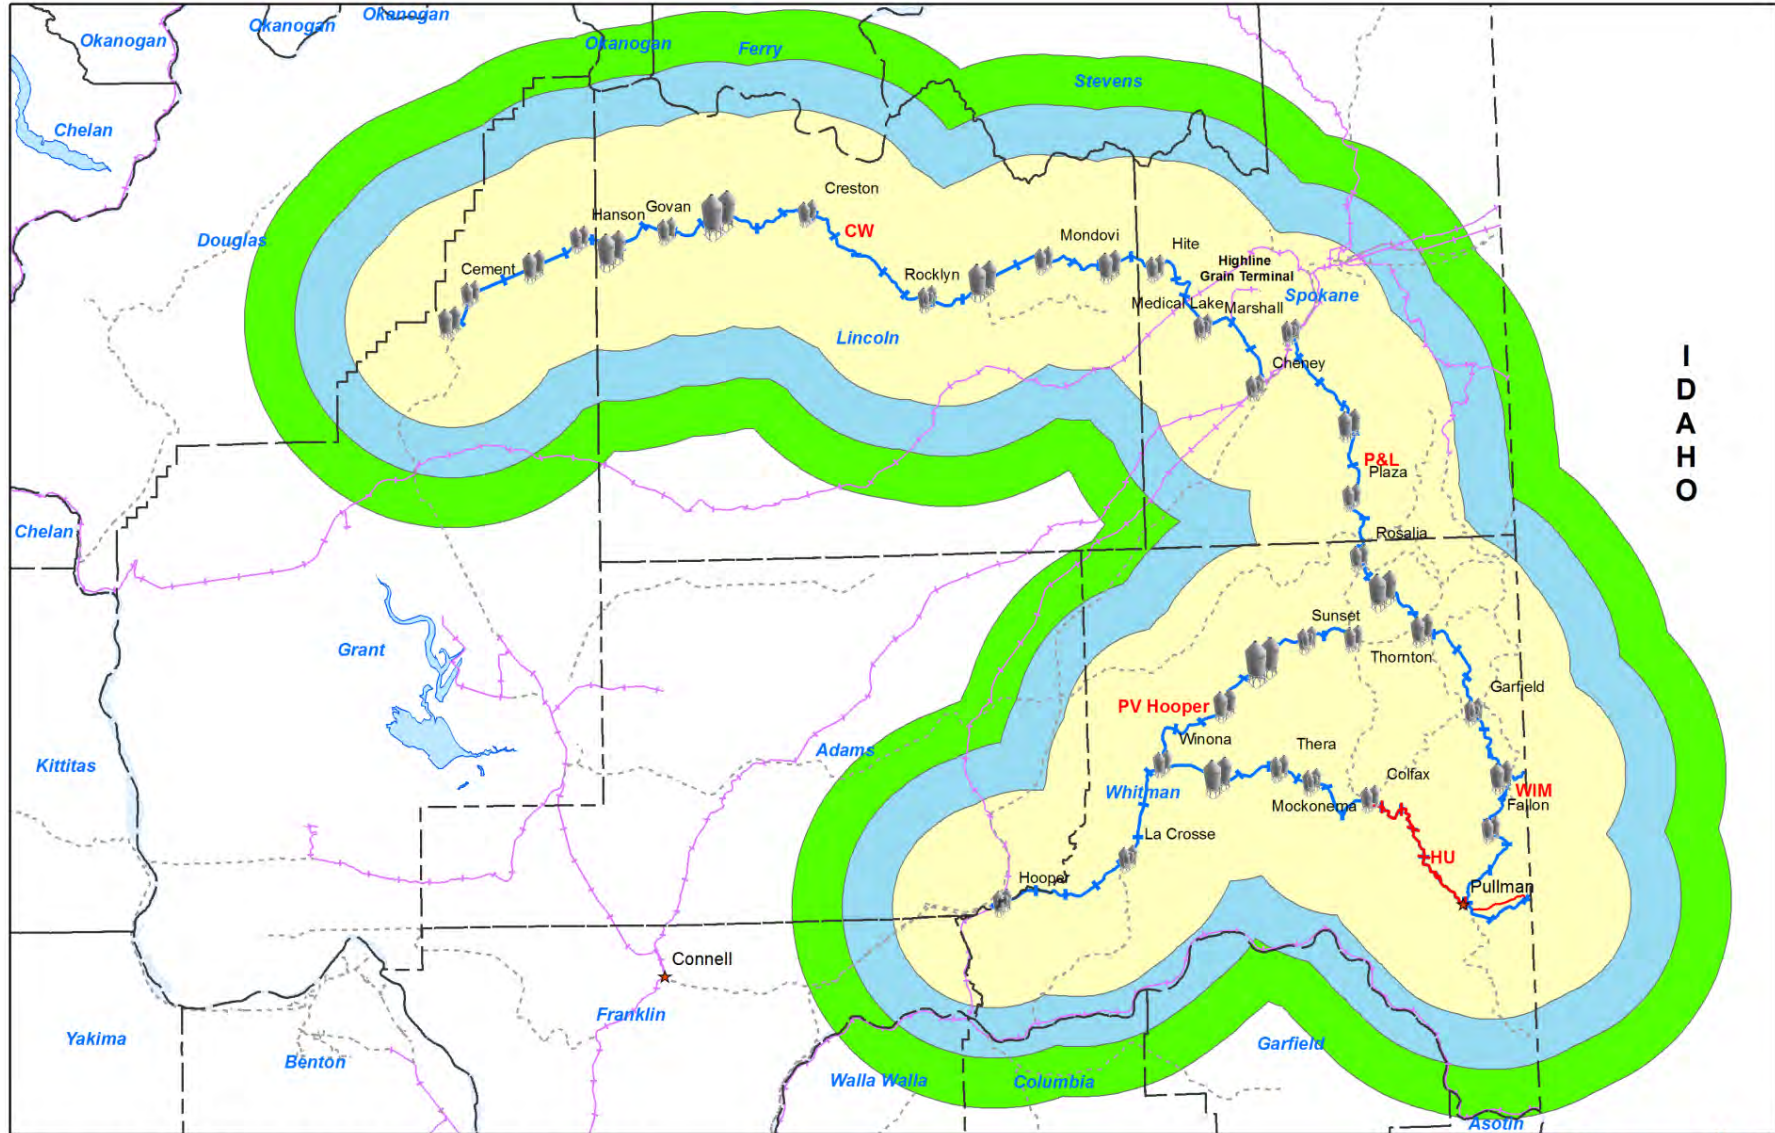 Okanogan
Okanogan
Okanogan
Okanogan
Ferry
Stevens
Chelan
Douglas
Creston
Govan
Hanson
CW
Cement
Mondovi
Hite
Highline
Grain Terminal
Spokane
Rocklyn
Medical Lake
Marshall
Lincoln
Cheney
I
D
A
H
O
P&L
Plaza
Chelan
Rosalia
Sunset
Thornton
Grant
Garfield
PV Hooper
Winona
Thera
Adams
Kittitas
Colfax
Whitman
Mockonema
WIM
Fallon
La Crosse
HU
Hooper
Pullman
Connell
Franklin
Yakima
Benton
Garfield
Walla Walla
Columbia
Asotin